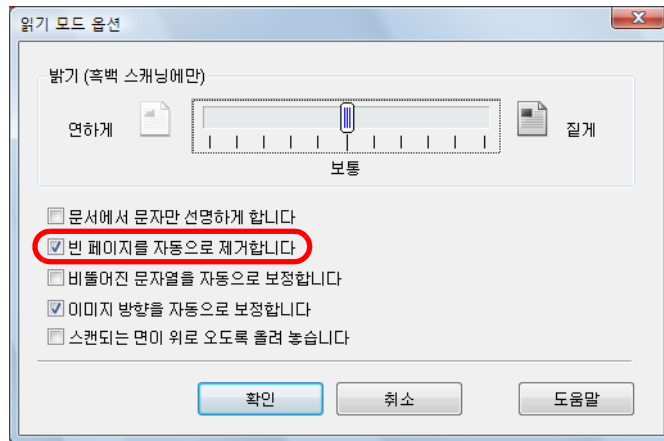 읽기 모드 옵션
밝기 (흑백 스캐닝에만)
연하게
짙게
보통
문서에서 문자만 선명하게 합니다
빈 페이지를 자동으로 제거합니다
비뚤어진 문자열을 자동으로 보정합니다
이미지 방향을 자동으로 보정합니다
스캔되는 면이 위로 오도록 올려 놓습니다
확인
취소
도움말